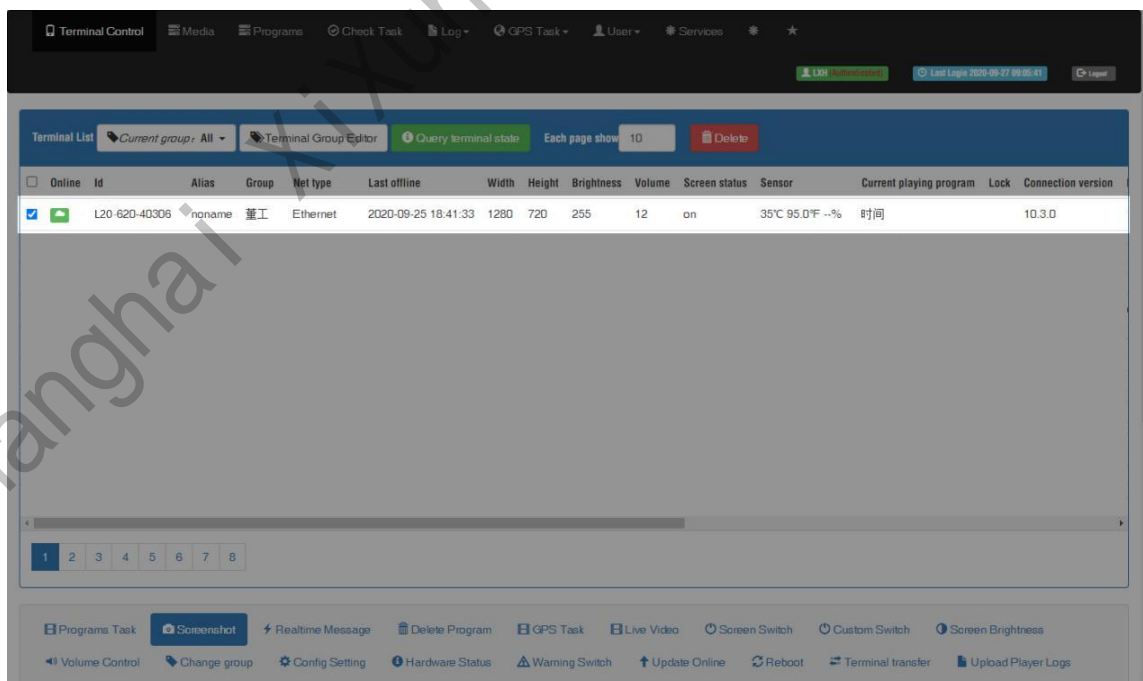 Terminal Control Media Programs Check Task Log GPS Task User Services
LXH (Authenticated) Last Login 2020-09-27 09:05:41 Logout
Terminal List Current group: All Terminal Group Editor Query terminal state Each page show 10 Delete
Online Id Alias Group Net type Last offline Width Height Brightness Volume Screen status Sensor Current playing program Lock Connection version
L20-620-40306 noname 董工 Ethernet 2020-09-25 18:41:33 1280 720 255 12 on 35℃ 95.0℉ --% 时间 10.3.0
1 2 3 4 5 6 7 8
Programs Task Screenshot Realtime Message Delete Program GPS Task Live Video Screen Switch Custom Switch Screen Brightness
Volume Control Change group Config Setting Hardware Status Warning Switch Update Online Reboot Terminal transfer Upload Player Logs
anghai Xixun